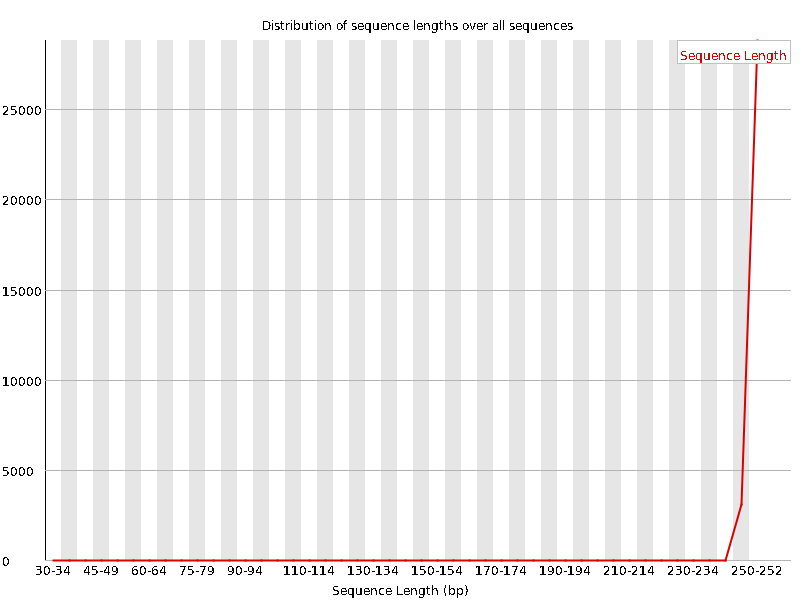 Distribution of sequence lengths over all sequences
Sequence Length
25000
20000
15000
10000
5000
0
30-34 45-49 60-64 75-79 90-94 110-114 130-134 150-154 170-174 190-194 210-214 230-234 250-252
Sequence Length (bp)